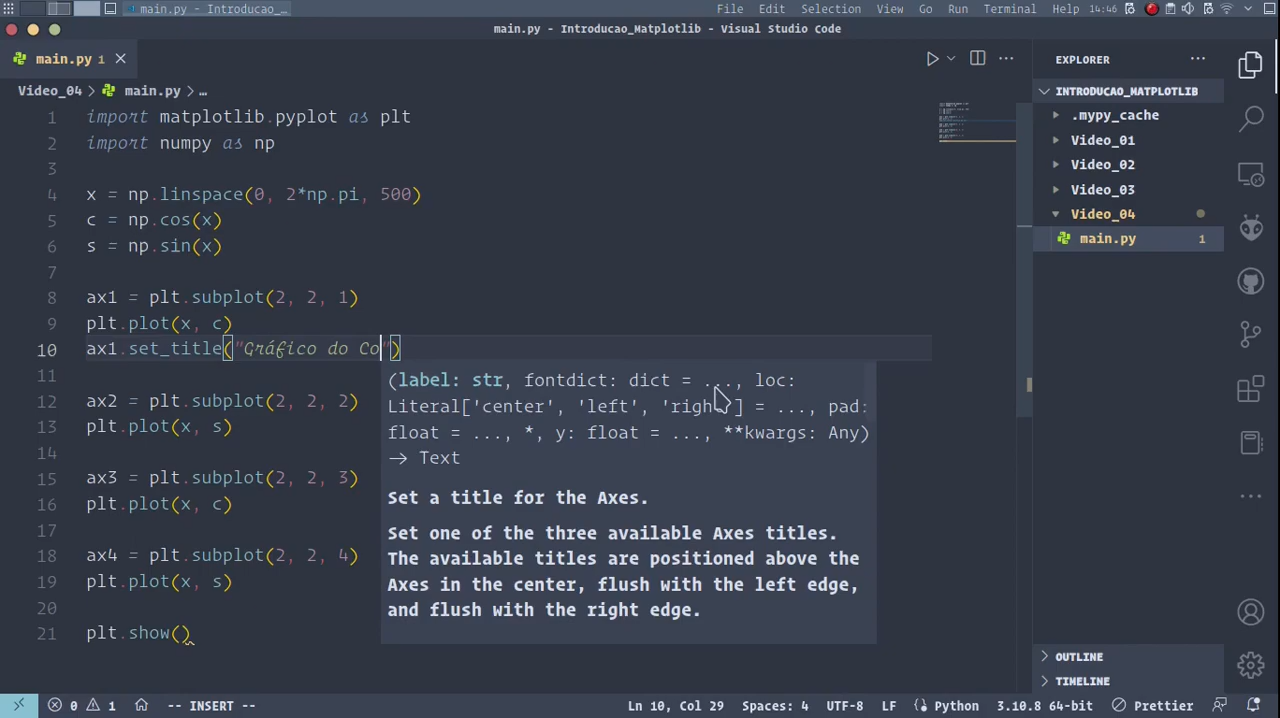 main.py - Introducao_…
File Edit Selection View Go Run Terminal Help 14:46
main.py - Introducao_Matplotlib - Visual Studio Code
main.py 1
EXPLORER
Video_04 > main.py > …
INTRODUCAO_MATPLOTLIB
.mypy_cache
Video_01
Video_02
Video_03
Video_04
main.py 1
1 import matplotlib.pyplot as plt
2 import numpy as np
3
4 x = np.linspace(0, 2*np.pi, 500)
5 c = np.cos(x)
6 s = np.sin(x)
7
8 ax1 = plt.subplot(2, 2, 1)
9 plt.plot(x, c)
10 ax1.set_title("Gráfico do Co")
11
12 ax2 = plt.subplot(2, 2, 2)
13 plt.plot(x, s)
14
15 ax3 = plt.subplot(2, 2, 3)
16 plt.plot(x, c)
17
18 ax4 = plt.subplot(2, 2, 4)
19 plt.plot(x, s)
20
21 plt.show()
(label: str, fontdict: dict = ..., loc:
Literal['center', 'left', 'right'] = ..., pad:
float = ..., *, y: float = ..., **kwargs: Any)
→ Text
Set a title for the Axes.
Set one of the three available Axes titles.
The available titles are positioned above the
Axes in the center, flush with the left edge,
and flush with the right edge.
OUTLINE
TIMELINE
0 1 -- INSERT -- Ln 10, Col 29 Spaces: 4 UTF-8 LF Python 3.10.8 64-bit Prettier